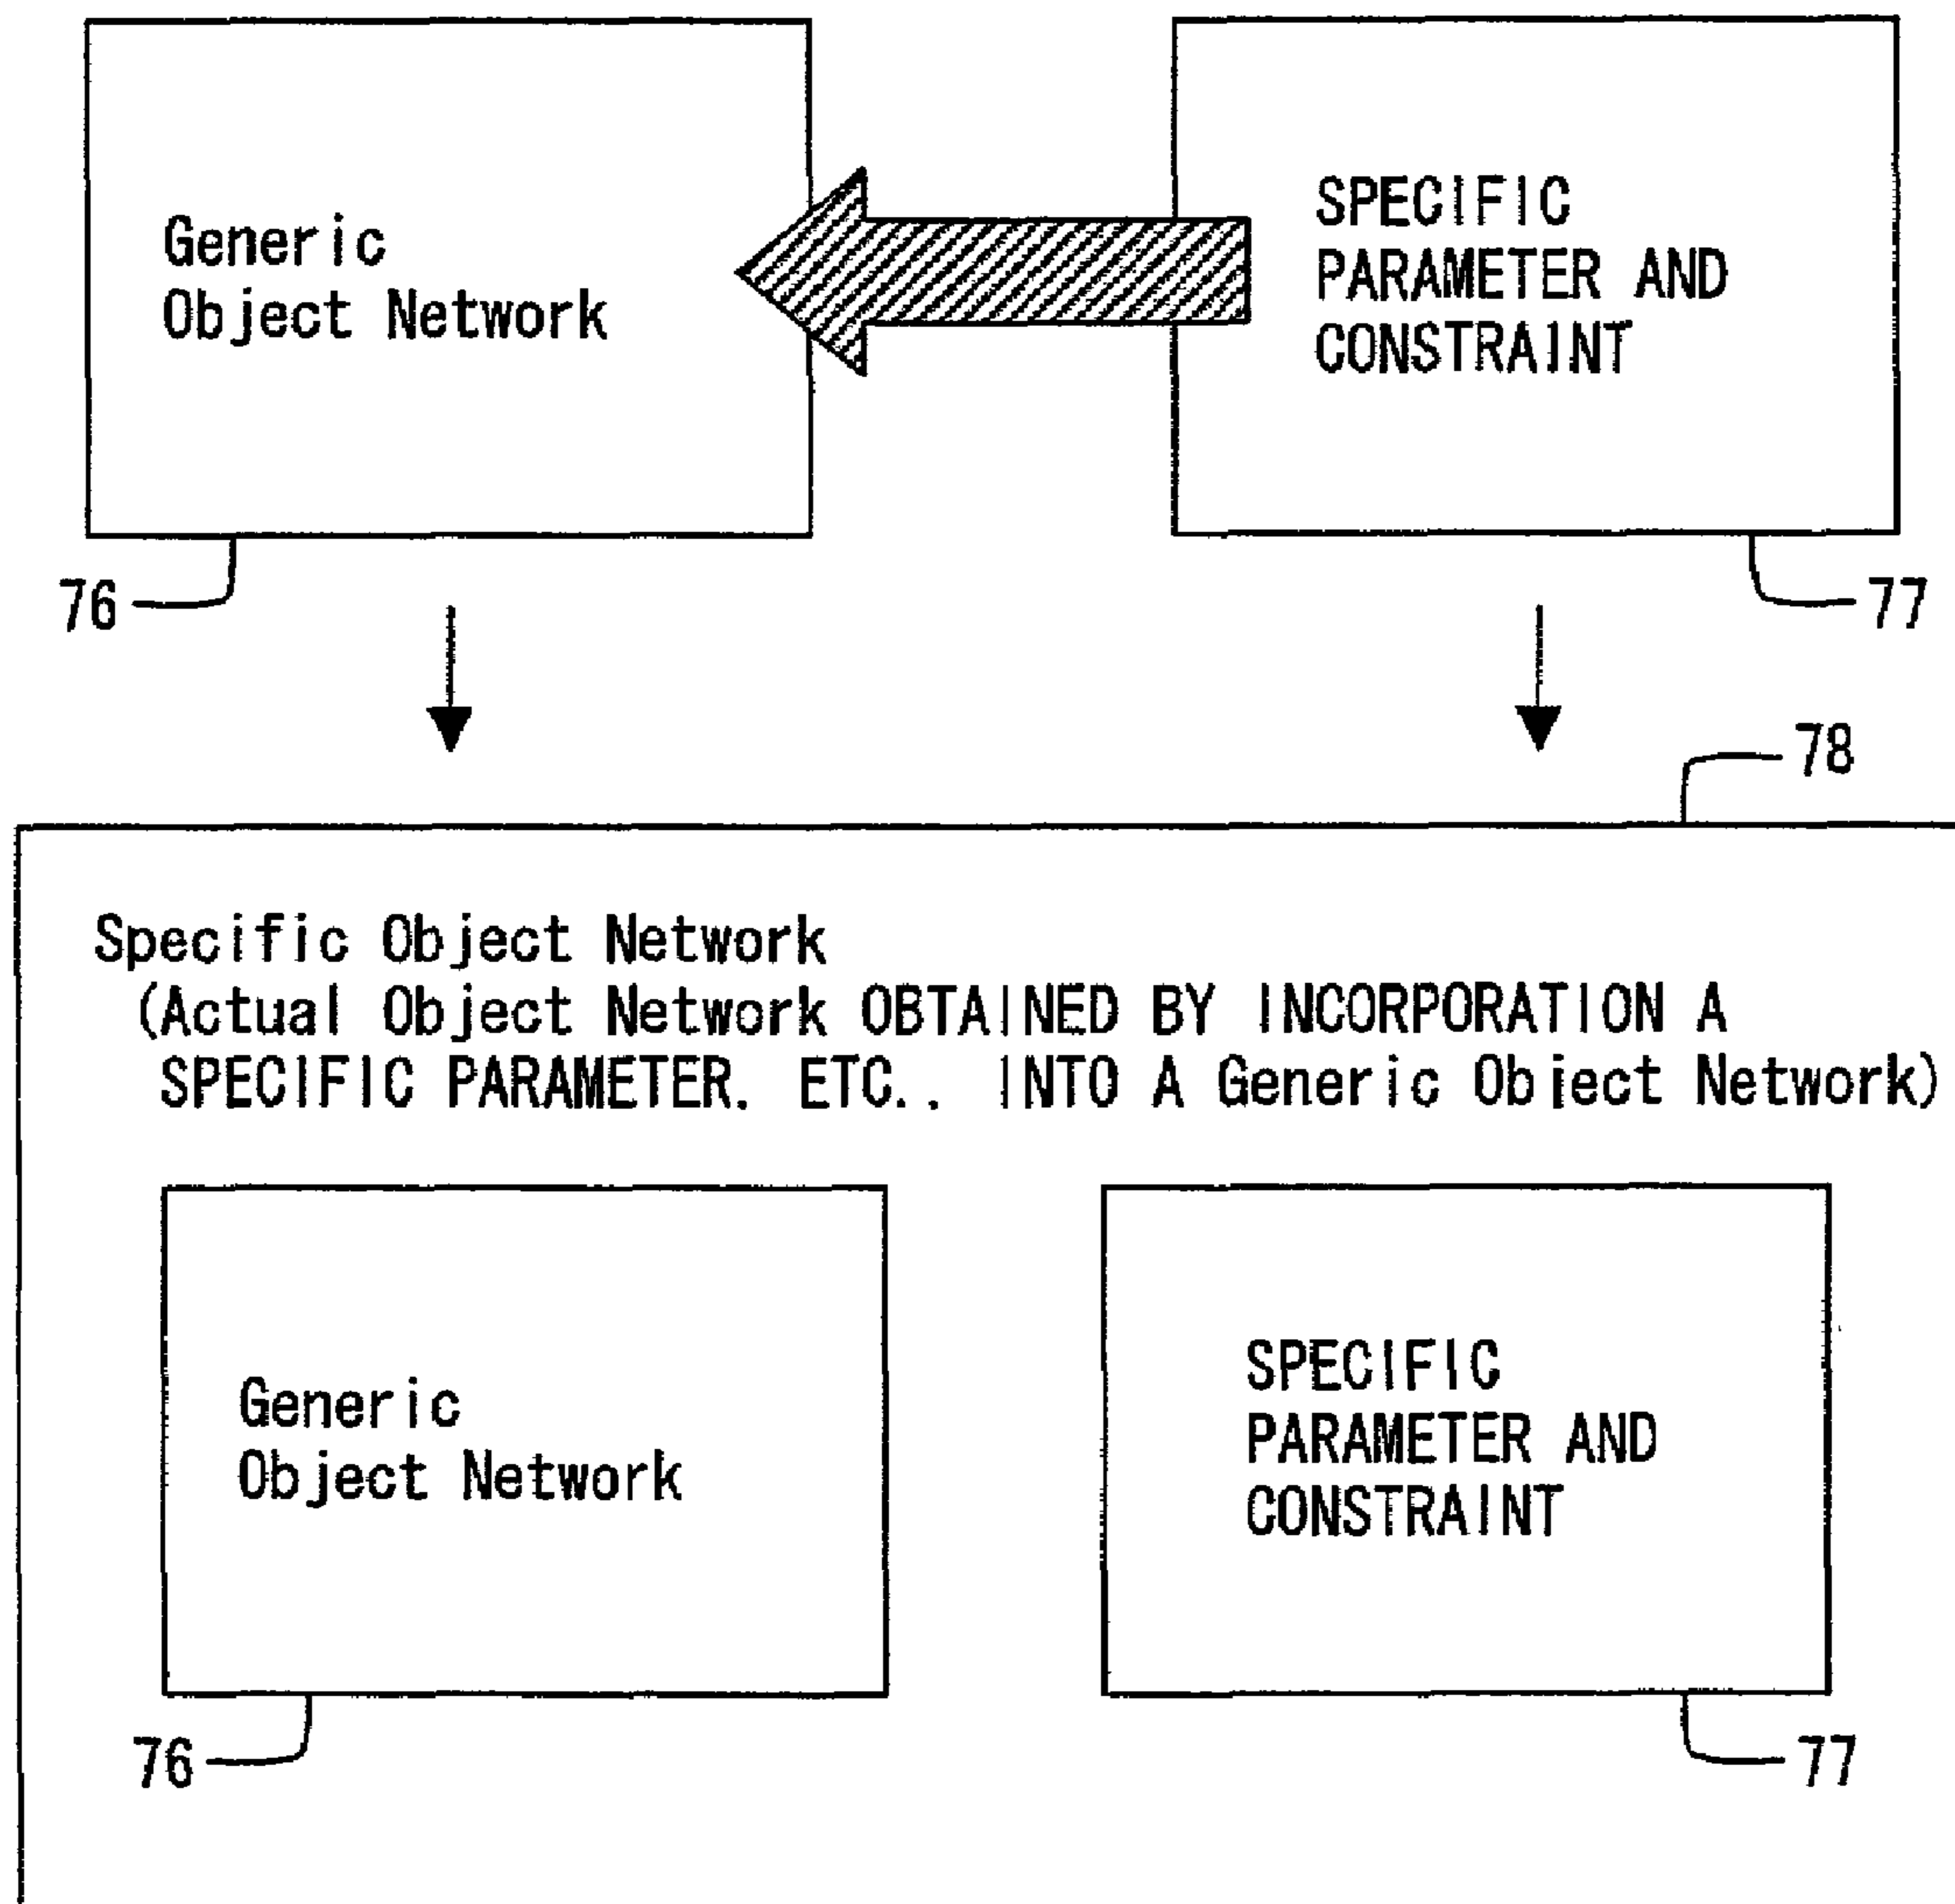 Generic
Object Network
SPECIFIC
PARAMETER AND
CONSTRAINT
76
77
78
Specific Object Network
(Actual Object Network OBTAINED BY INCORPORATION A
SPECIFIC PARAMETER, ETC., INTO A Generic Object Network)
Generic
Object Network
SPECIFIC
PARAMETER AND
CONSTRAINT
76
77